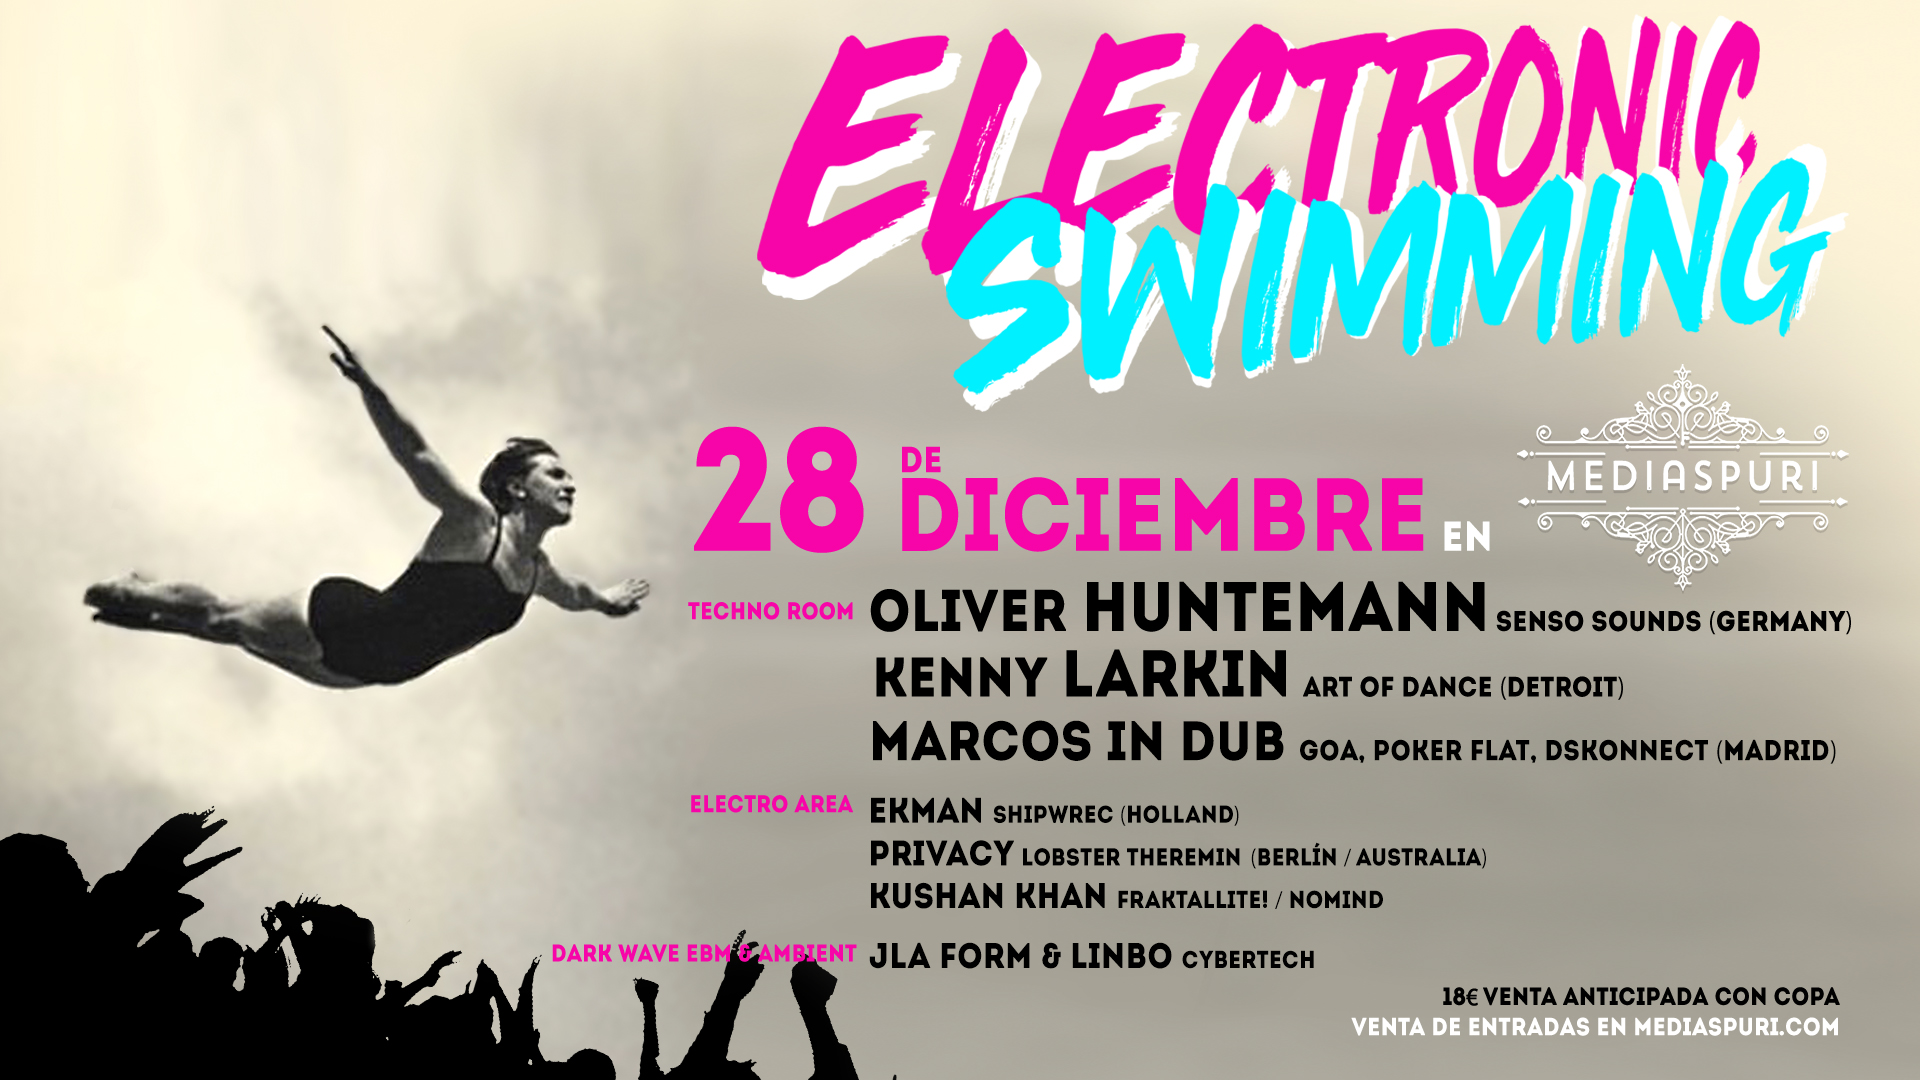 ELECTRONIC
SWIMMING
28 DE DICIEMBRE EN MEDIASPURI
TECHNO ROOM OLIVER HUNTEMANN SENSO SOUNDS (GERMANY)
KENNY LARKIN ART OF DANCE (DETROIT)
MARCOS IN DUB GOA, POKER FLAT, DSKONNECT (MADRID)
ELECTRO AREA EKMAN SHIPWREC (HOLLAND)
PRIVACY LOBSTER THEREMIN (BERLÍN / AUSTRALIA)
KUSHAN KHAN FRAKTALLITE! / NOMIND
DARK WAVE EBM & AMBIENT JLA FORM & LINBO CYBERTECH
18€ VENTA ANTICIPADA CON COPA
VENTA DE ENTRADAS EN MEDIASPURI.COM